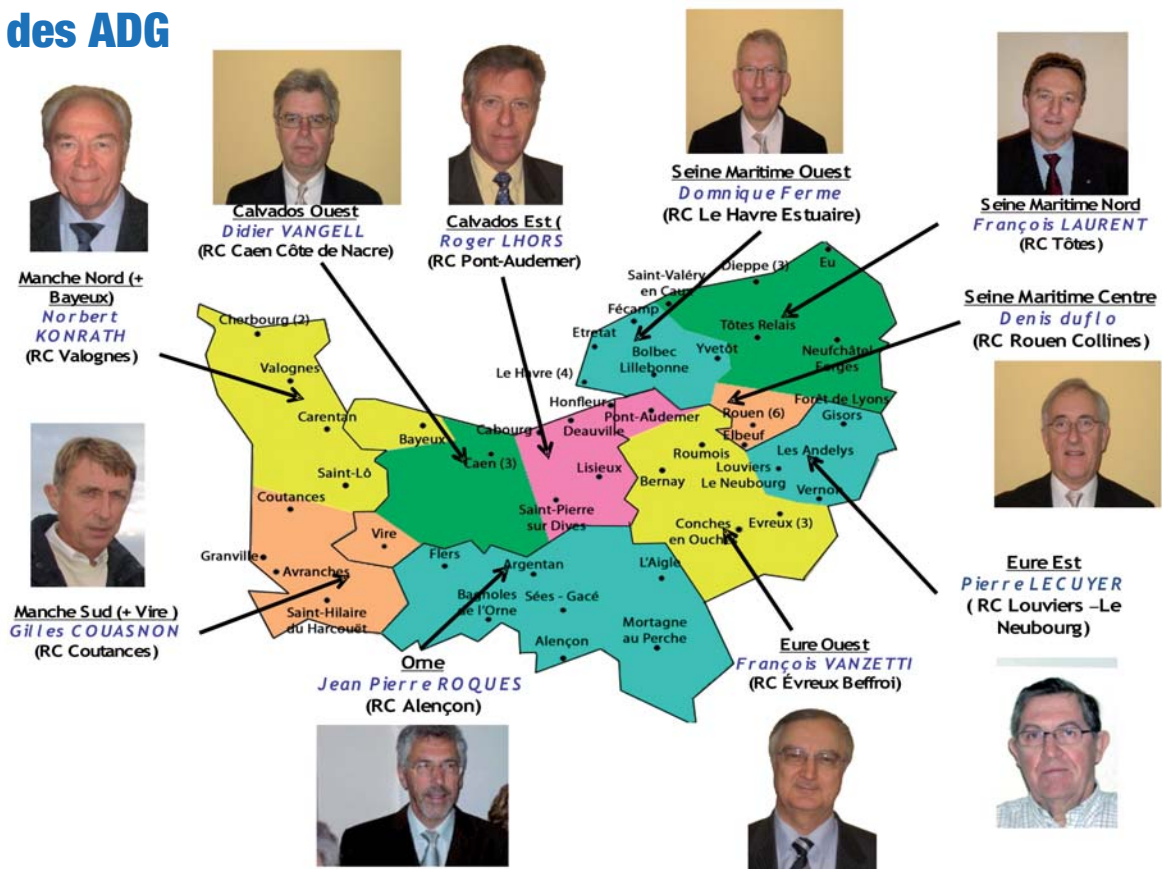 des ADG
Manche Nord (+
Bayeux)
Norbert
KONRATH
(RC Valognes)
Calvados Ouest
Didier VANGELL
(RC Caen Côte de Nacre)
Calvados Est (
Roger LHORS
(RC Pont-Audemer)
Seine Maritime Ouest
Domnique Ferme
(RC Le Havre Estuaire)
Seine Maritime Nord
François LAURENT
(RC Tôtes)
Seine Maritime Centre
Denis duflo
(RC Rouen Collines)
Manche Sud (+ Vire )
Gilles COUASNON
(RC Coutances)
Orne
Jean Pierre ROQUES
(RC Alençon)
Eure Ouest
François VANZETTI
(RC Évreux Beffroi)
Eure Est
Pierre LECUYER
( RC Louviers –Le
Neubourg)
Cherbourg (2)
Valognes
Carentan
Bayeux
Saint-Lô
Coutances
Granville
Avranches
Saint-Hilaire
du Harcouët
Vire
Caen (3)
Cabourg
Honfleur
Deauville
Pont-Audemer
Lisieux
Saint-Pierre
sur Dives
Flers
Argentan
Bagnoles
de l'Orne
Sées - Gacé
Alençon
L'Aigle
Mortagne
au Perche
Le Havre (4)
Etretat
Fécamp
Saint-Valéry
en Caux
Dieppe (3)
Eu
Bolbec
Lillebonne
Yvetôt
Tôtes Relais
Neufchâtel
Forges
Forêt de Lyons
Rouen (6)
Elbeuf
Gisors
Les Andelys
Vernon
Roumois
Louviers
Le Neubourg
Bernay
Conches
en Ouche
Evreux (3)